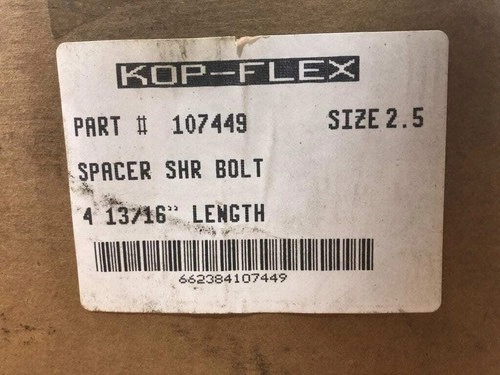 KOP-FLEX
PART # 107449 SIZE 2.5
SPACER SHR BOLT
4 13/16" LENGTH
662384107449